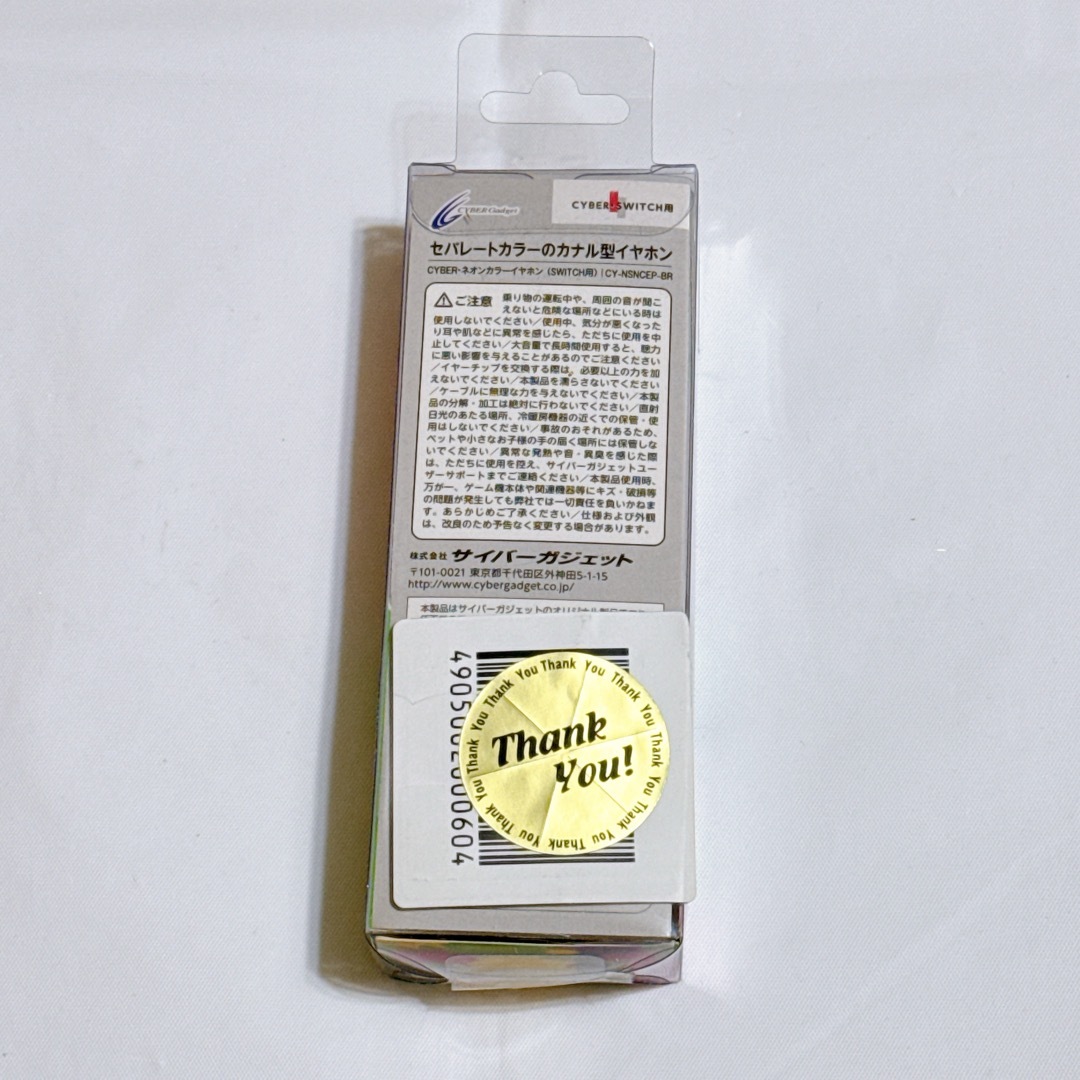 CYBER Gadget
CYBER・SWITCH用
セパレートカラーのカナル型イヤホン
CYBER・ネオンカラーイヤホン（SWITCH用）| CY-NSNCEP-BR
ご注意
乗り物の運転中や、周囲の音が聞こ
えないと危険な場所などにいる時は
使用しないでください／使用中、気分が悪くなった
り耳や肌などに異常を感じたら、ただちに使用を中
止してください／大音量で長時間使用すると、聴力
に悪い影響を与えることがあるのでご注意ください
／イヤーチップを交換する際は、必要以上の力を加
えないでください／本製品を濡らさないでください
／ケーブルに無理な力を与えないでください／本製
品の分解・加工は絶対に行わないでください／直射
日光のあたる場所、冷暖房機器の近くでの保管・使
用はしないでください／事故のおそれがあるため、
ペットや小さなお子様の手の届く場所には保管しな
いでください／異常な発熱や音・異臭を感じた際
は、ただちに使用を控え、サイバーガジェットユー
ザーサポートまでご連絡ください／本製品使用時、
万が一、ゲーム機本体や関連機器等にキズ・破損等
の問題が発生しても弊社では一切責任を負いかねま
す。あらかじめご了承ください／仕様および外観
は、改良のため予告なく変更する場合があります。
株式会社 サイバーガジェット
〒101-0021 東京都千代田区外神田5-1-15
http://www.cybergadget.co.jp/
本製品はサイバーガジェットのオリジナル
Thank You Thank You Thank You Thank You Thank You Thank You Thank You
Thank
You!